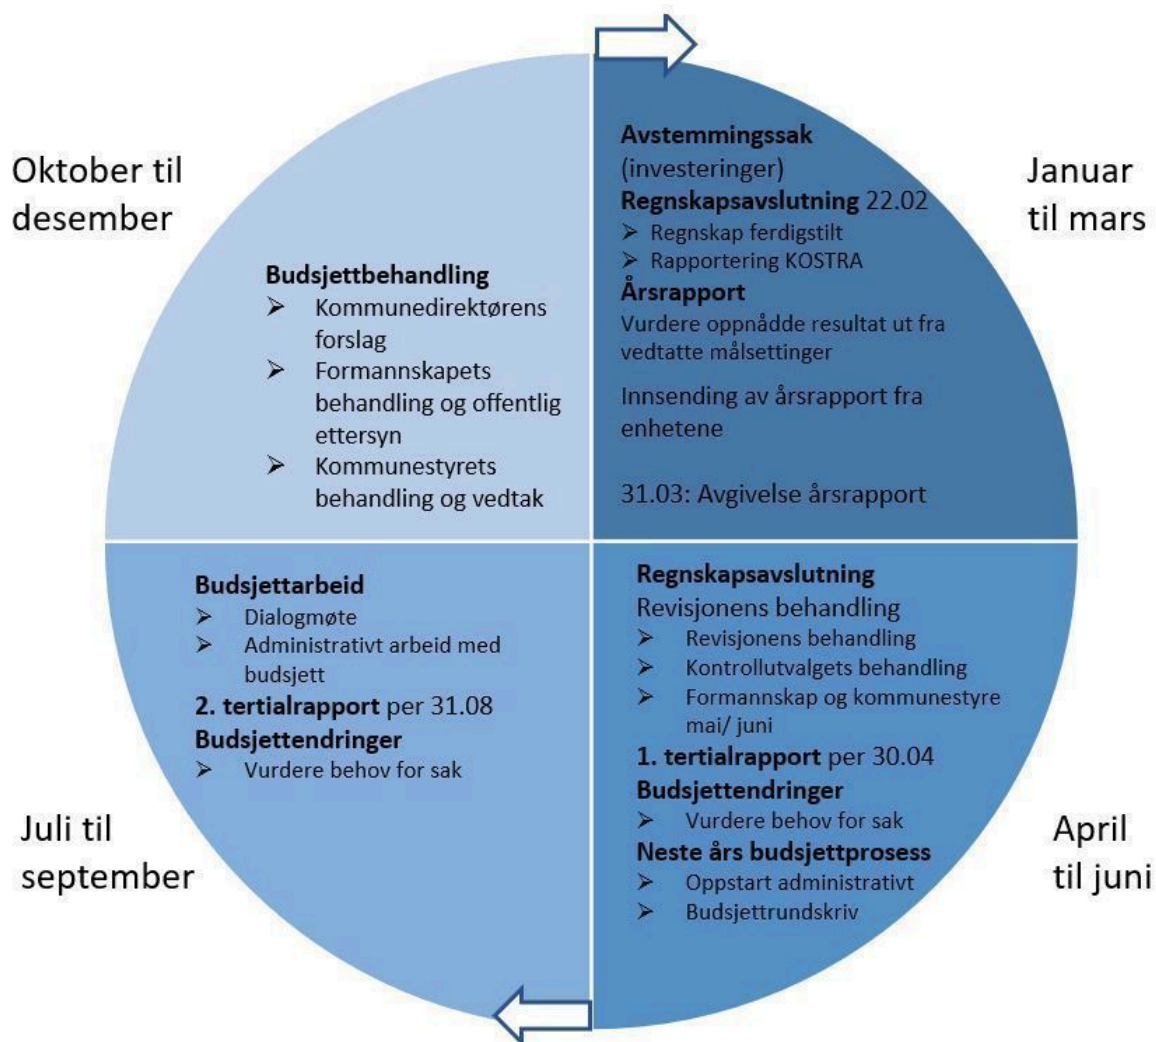 Oktober til
desember
Budsjettbehandling
➢ Kommunedirektørens
forslag
➢ Formannskapets
behandling og offentlig
ettersyn
➢ Kommunestyrets
behandling og vedtak
Januar
til mars
Avstemmingssak
(investeringer)
Regnskapsavslutning 22.02
➢ Regnskap ferdigstilt
➢ Rapportering KOSTRA
Årsrapport
Vurdere oppnådde resultat ut fra
vedtatte målsettinger
Innsending av årsrapport fra
enhetene
31.03: Avgivelse årsrapport
Regnskapsavslutning
Revisjonens behandling
➢ Revisjonens behandling
➢ Kontrollutvalgets behandling
➢ Formannskap og kommunestyre
mai/ juni
1. tertialrapport per 30.04
Budsjettendringer
➢ Vurdere behov for sak
Neste års budsjettprosess
➢ Oppstart administrativt
➢ Budsjettrundskriv
April
til juni
Budsjettarbeid
➢ Dialogmøte
➢ Administrativt arbeid med
budsjett
2. tertialrapport per 31.08
Budsjettendringer
➢ Vurdere behov for sak
Juli til
september